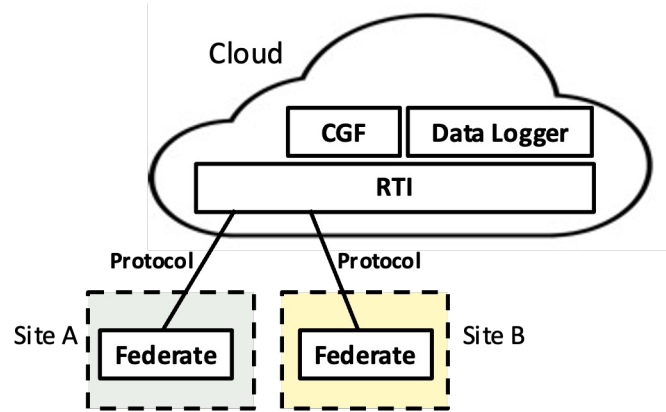 Cloud
CGF
Data Logger
RTI
Protocol
Protocol
Site A
Federate
Federate
Site B